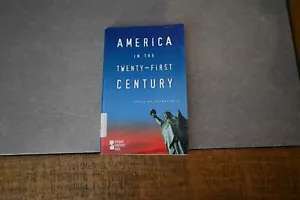 AMERICA
IN THE
TWENTY-FIRST
CENTURY